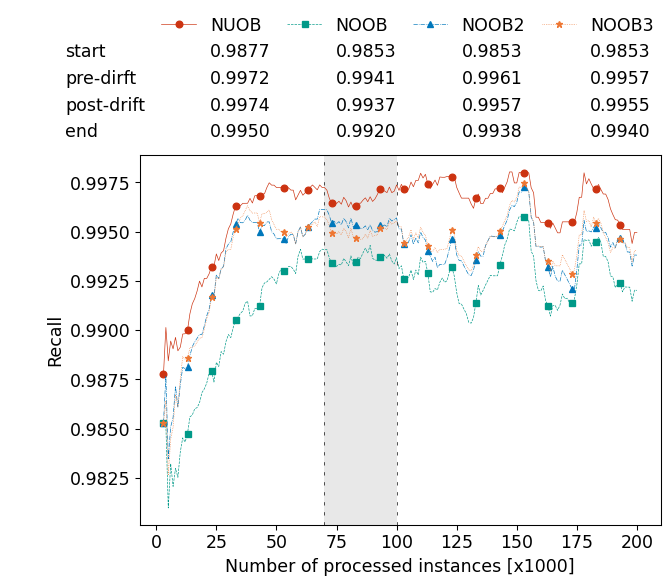 NUOB NOOB NOOB2 NOOB3
start 0.9877 0.9853 0.9853 0.9853
pre-dirft 0.9972 0.9941 0.9961 0.9957
post-drift 0.9974 0.9937 0.9957 0.9955
end 0.9950 0.9920 0.9938 0.9940
0.9975
0.9950
0.9925
0.9900
0.9875
0.9850
0.9825
Recall
0 25 50 75 100 125 150 175 200
Number of processed instances [x1000]